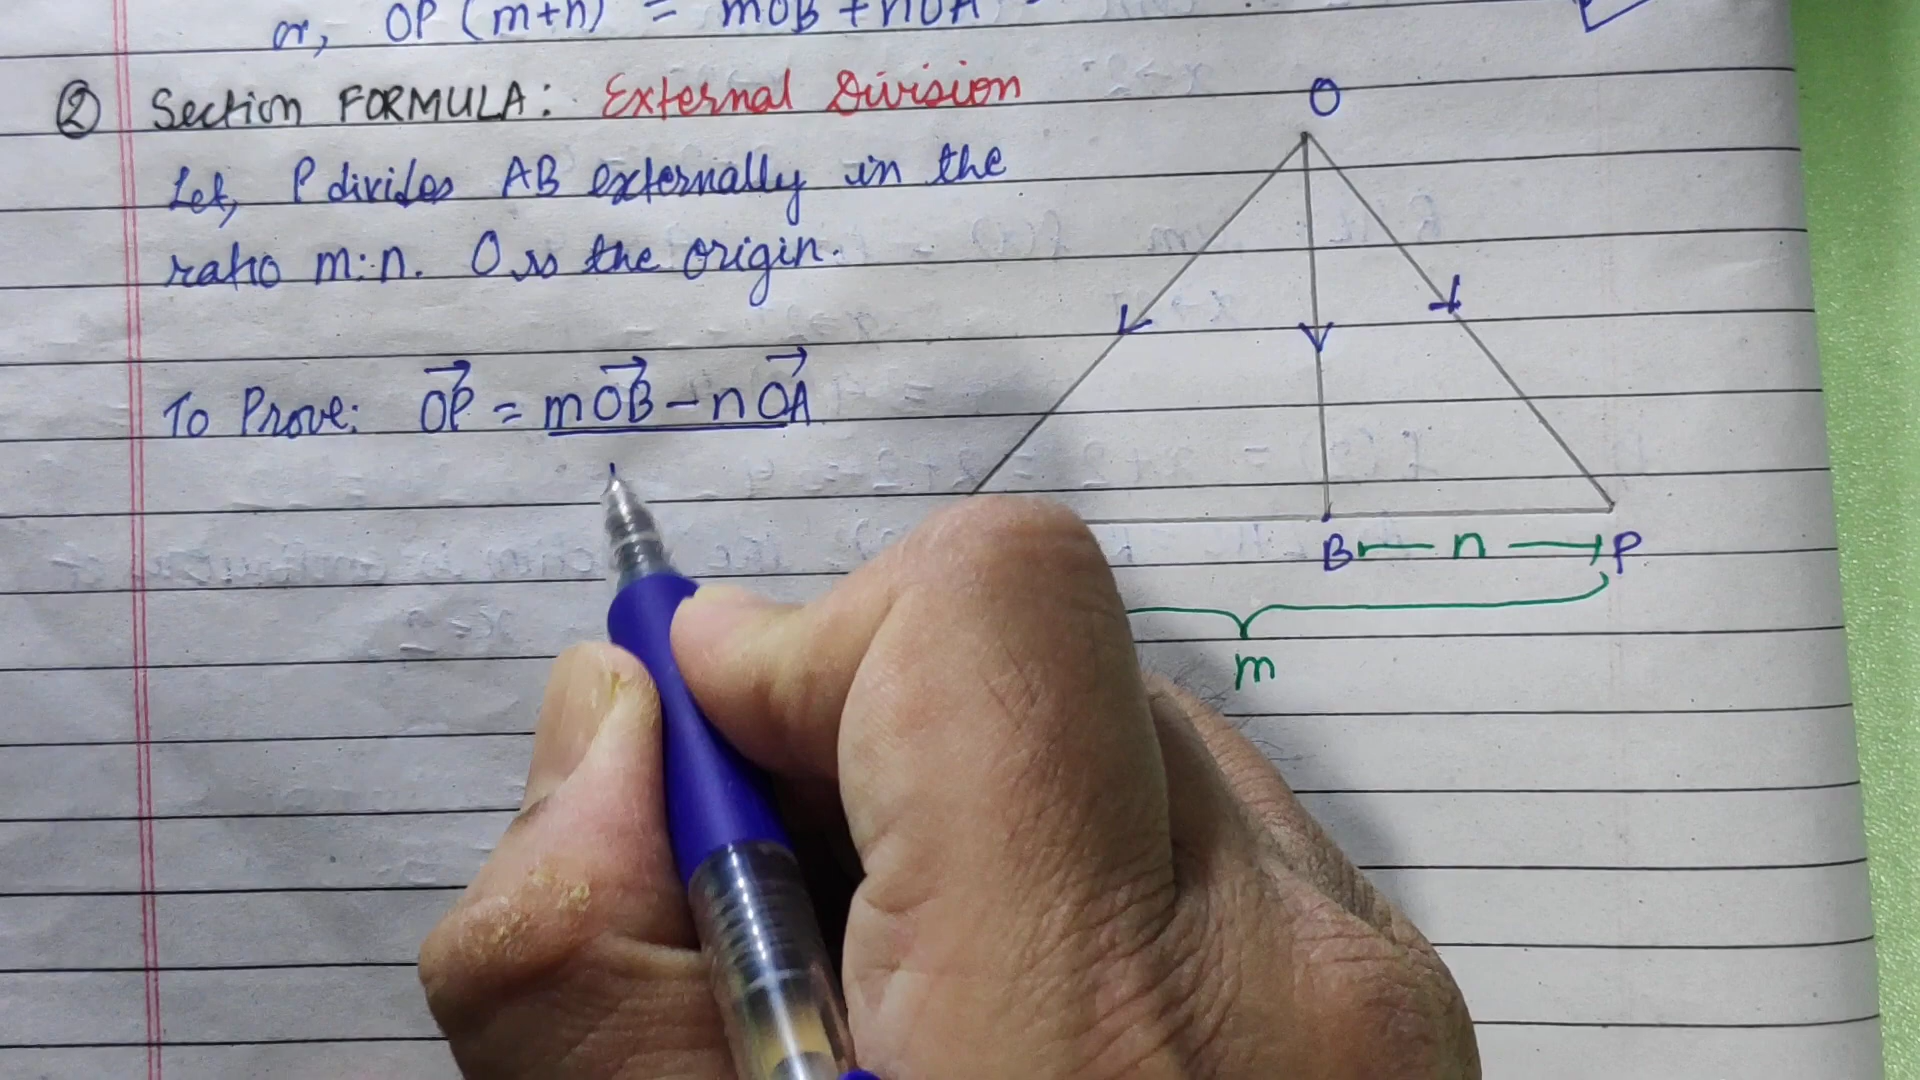 or, OP (m+n) = mOB + nOA
② Section FORMULA: External Division
Let, P divides AB externally in the
ratio m:n. O is the origin.
To Prove: OP⃗ = mOB⃗ − nOA⃗
O
B n P
m